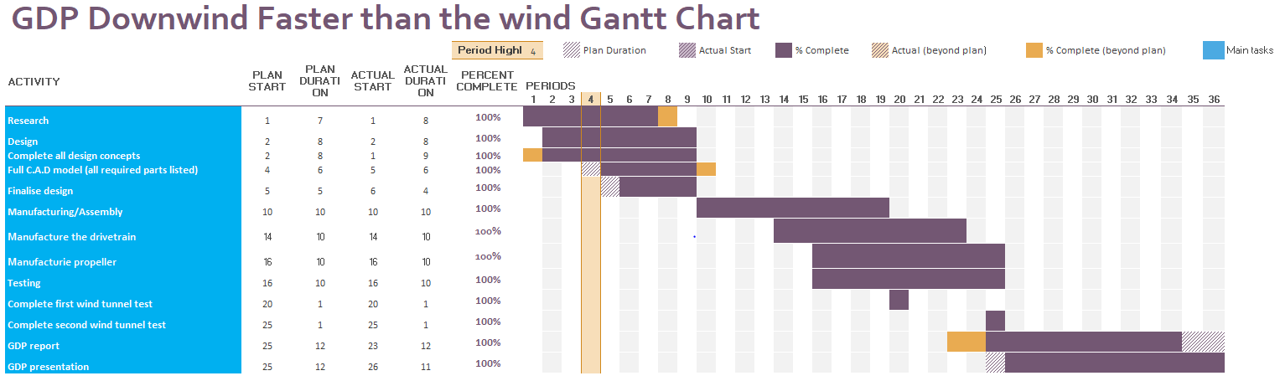 GDP Downwind Faster than the wind Gantt Chart
Period Highl 4 Plan Duration Actual Start % Complete Actual (beyond plan) % Complete (beyond plan) Main tasks
ACTIVITY PLAN START PLAN DURATI ON ACTUAL START ACTUAL DURATI ON PERCENT COMPLETE PERIODS
1 2 3 4 5 6 7 8 9 10 11 12 13 14 15 16 17 18 19 20 21 22 23 24 25 26 27 28 29 30 31 32 33 34 35 36
Research 1 7 1 8 100%
Design 2 8 2 8 100%
Complete all design concepts 2 8 1 9 100%
Full C.A.D model (all required parts listed) 4 6 5 6 100%
Finalise design 5 5 6 4 100%
Manufacturing/Assembly 10 10 10 10 100%
Manufacture the drivetrain 14 10 14 10 100%
Manufacturie propeller 16 10 16 10 100%
Testing 16 10 16 10 100%
Complete first wind tunnel test 20 1 20 1 100%
Complete second wind tunnel test 25 1 25 1 100%
GDP report 25 12 23 12 100%
GDP presentation 25 12 26 11 100%